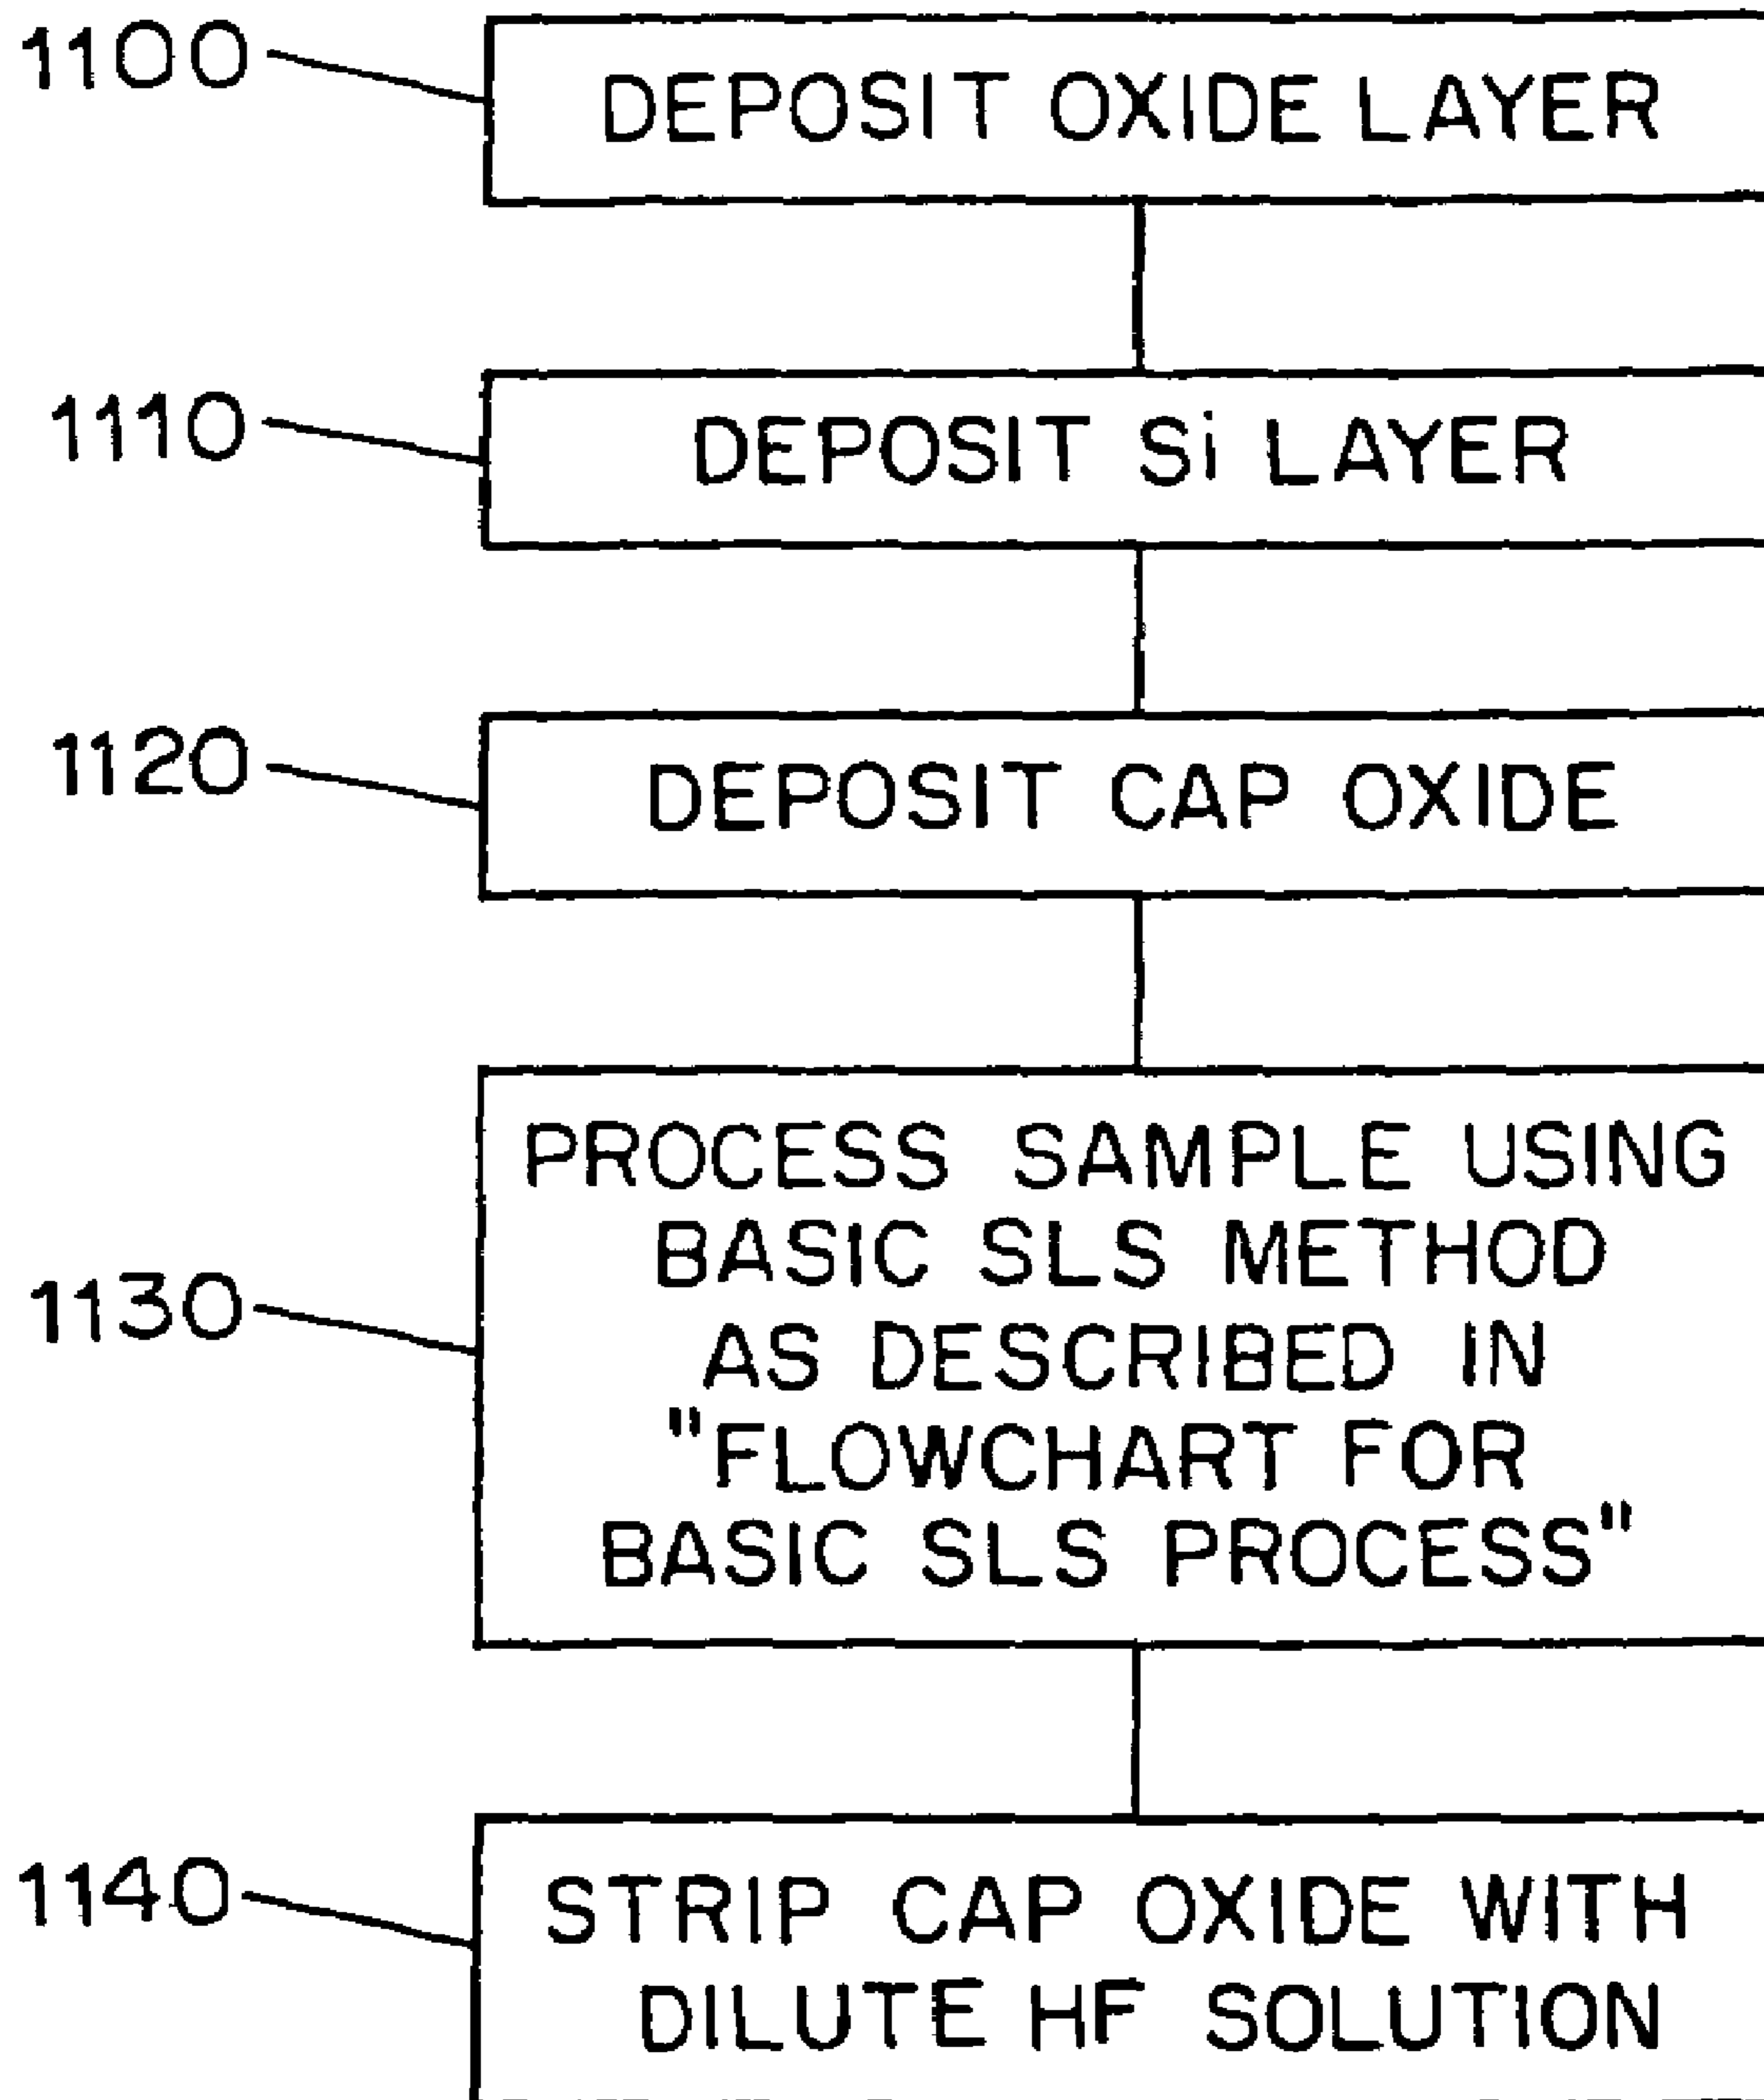 1100
DEPOSIT OXIDE LAYER
1110
DEPOSIT Si LAYER
1120
DEPOSIT CAP OXIDE
1130
PROCESS SAMPLE USING
BASIC SLS METHOD
AS DESCRIBED IN
"FLOWCHART FOR
BASIC SLS PROCESS"
1140
STRIP CAP OXIDE WITH
DILUTE HF SOLUTION